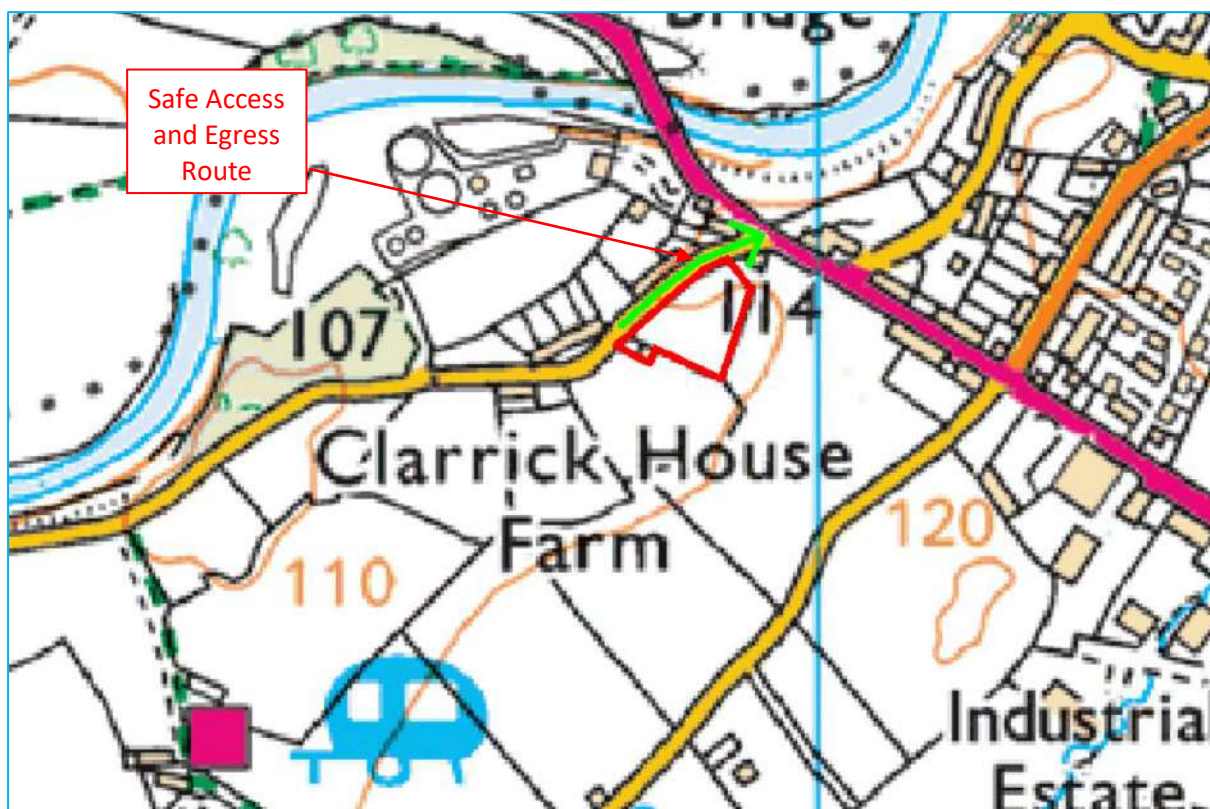 Bridge
Safe Access
and Egress
Route
107
114
Clarrick House
Farm
120
110
Industrial
Estate